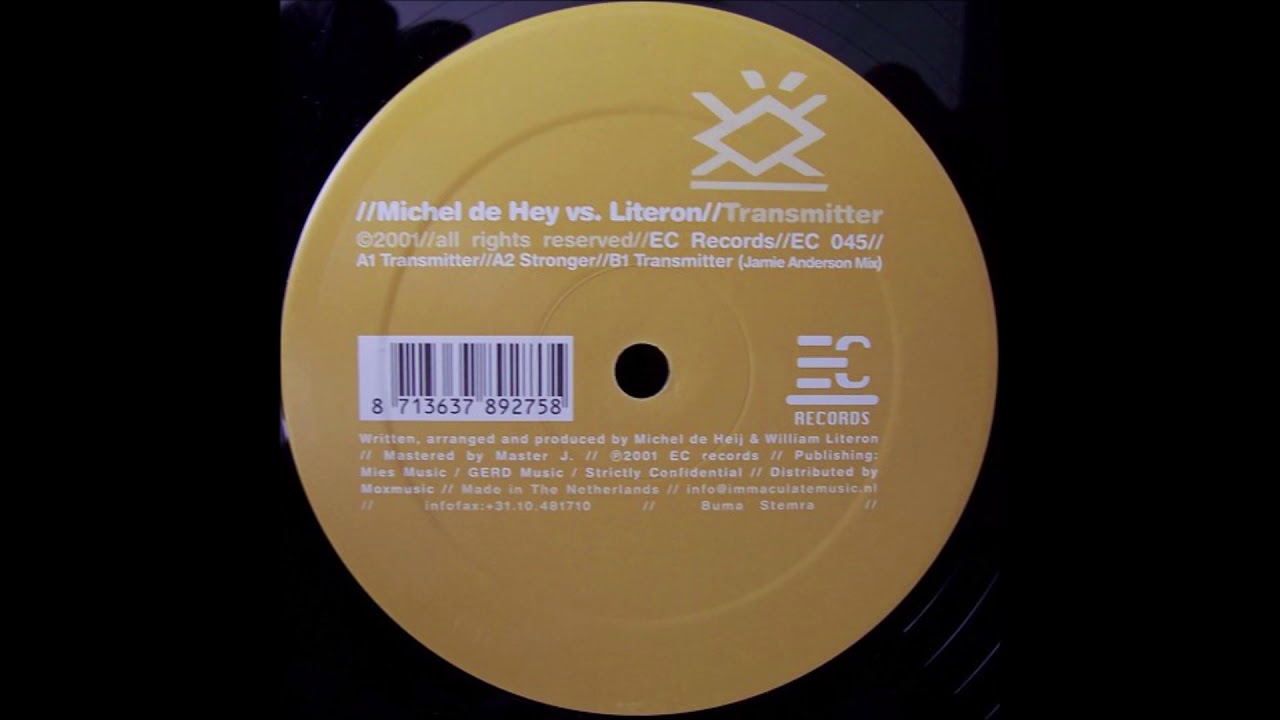 //Michel de Hey vs. Literon//Transmitter
©2001//all rights reserved//EC Records//EC 045//
A1 Transmitter//A2 Stronger//B1 Transmitter (Jamie Anderson Mix)
EC
RECORDS
8 713637 892758
Written, arranged and produced by Michel de Heij & William Literon
// Mastered by Master J. // ℗2001 EC records // Publishing:
Mies Music / GERD Music / Strictly Confidential // Distributed by
Moxmusic // Made in The Netherlands // info@immaculatemusic.nl
// infofax:+31.10.481710 // Buma Stemra //